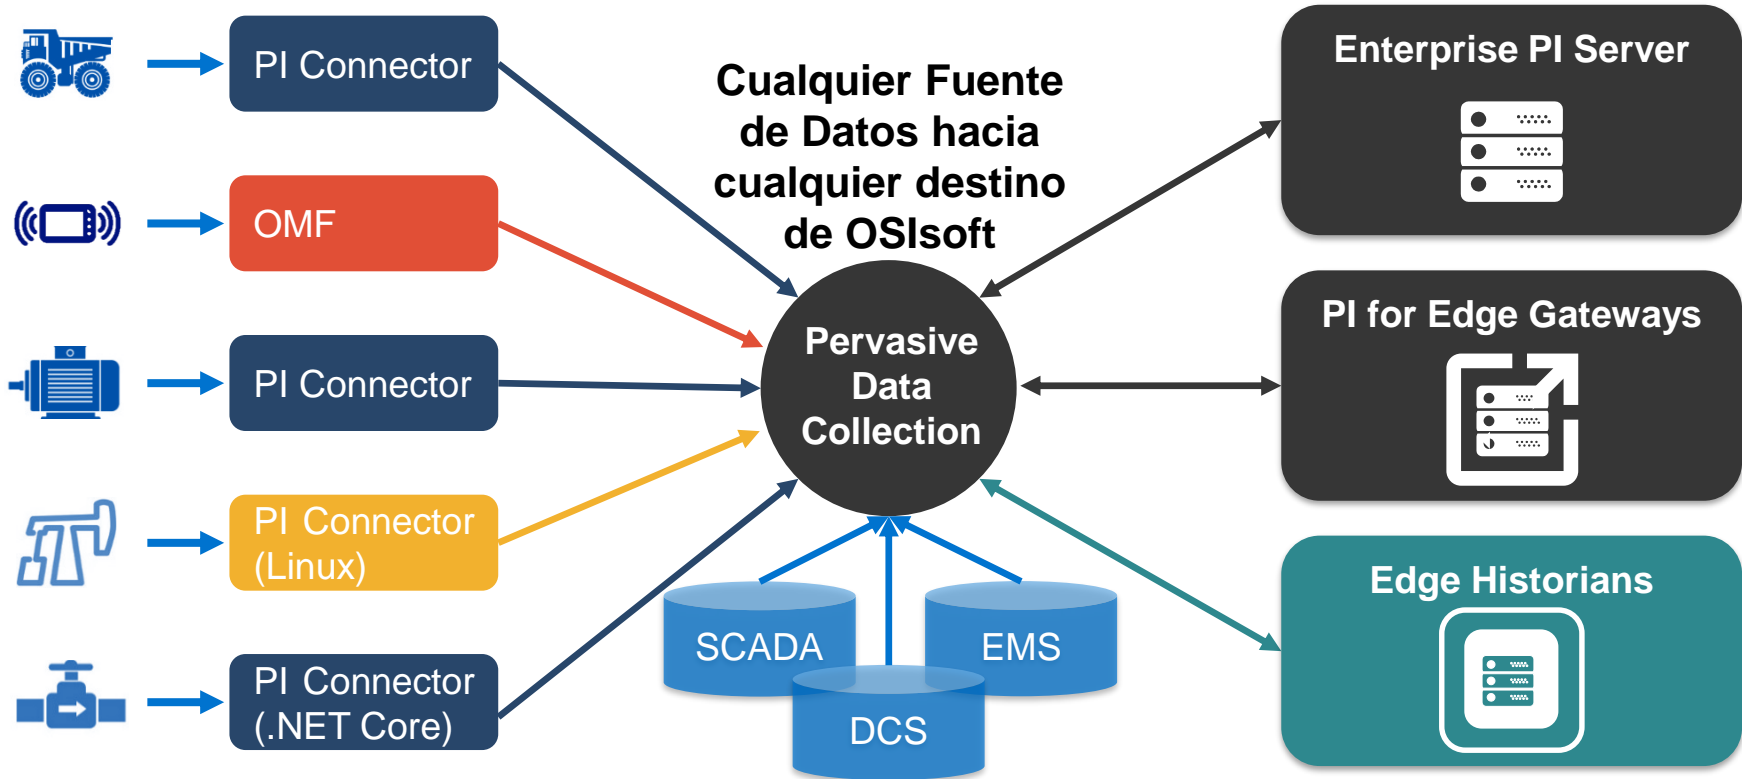 PI Connector
OMF
PI Connector
PI Connector
(Linux)
PI Connector
(.NET Core)
Cualquier Fuente
de Datos hacia
cualquier destino
de OSIsoft
Pervasive
Data
Collection
SCADA
EMS
DCS
Enterprise PI Server
PI for Edge Gateways
Edge Historians